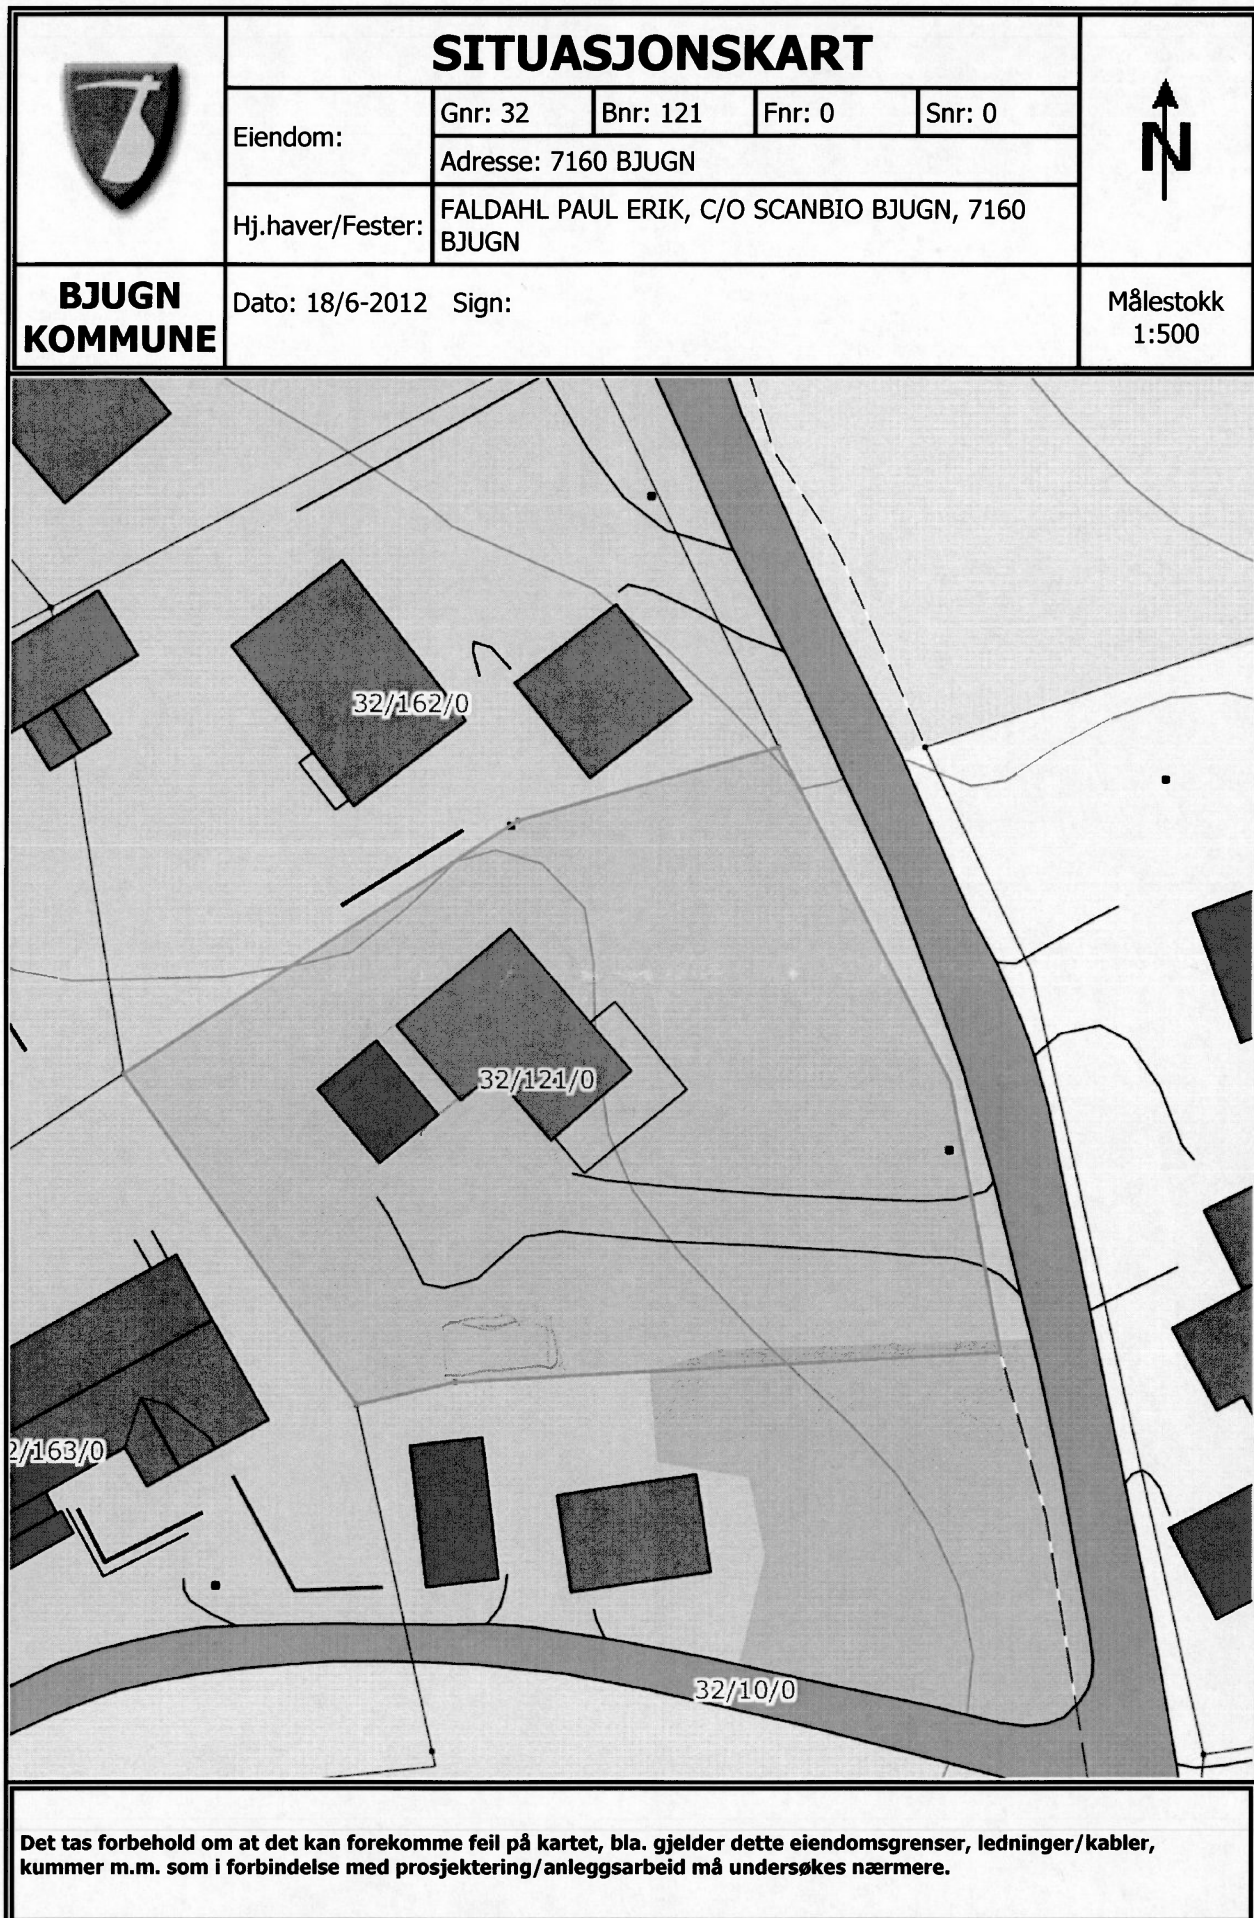 SITUASJONSKART
Eiendom:
Gnr: 32
Bnr: 121
Fnr: 0
Snr: 0
Adresse: 7160 BJUGN
Hj.haver/Fester:
FALDAHL PAUL ERIK, C/O SCANBIO BJUGN, 7160
BJUGN
N
BJUGN
KOMMUNE
Dato: 18/6-2012 Sign:
Målestokk
1:500
32/162/0
32/121/0
2/163/0
32/10/0
Det tas forbehold om at det kan forekomme feil på kartet, bla. gjelder dette eiendomsgrenser, ledninger/kabler,
kummer m.m. som i forbindelse med prosjektering/anleggsarbeid må undersøkes nærmere.